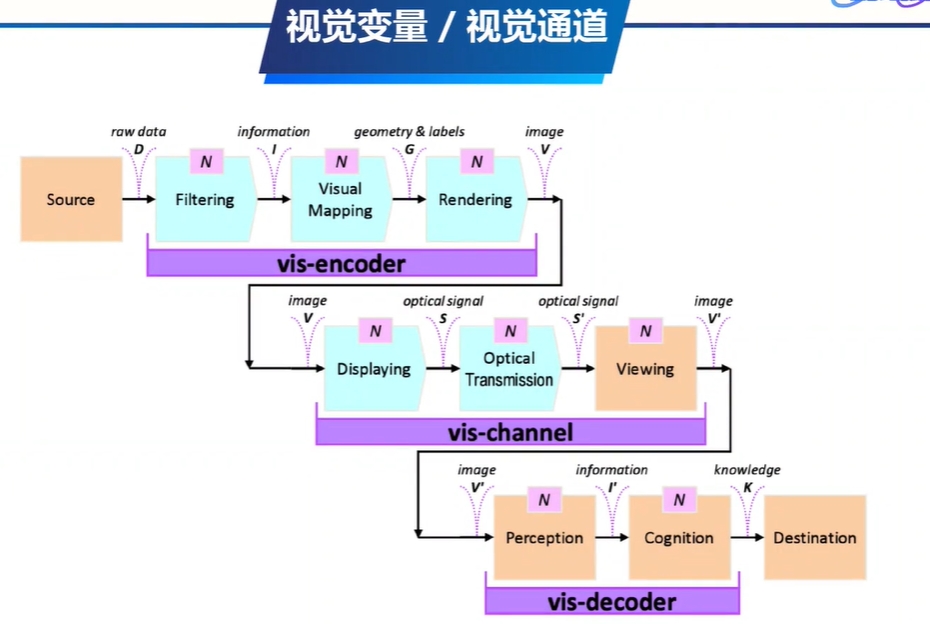 视觉变量 / 视觉通道
raw data
D
information
I
geometry & labels
G
image
V
Source
N
Filtering
N
Visual
Mapping
N
Rendering
vis-encoder
image
V
optical signal
S
optical signal
S'
image
V'
N
Displaying
N
Optical
Transmission
N
Viewing
vis-channel
image
V'
information
I'
knowledge
K
N
Perception
N
Cognition
Destination
vis-decoder